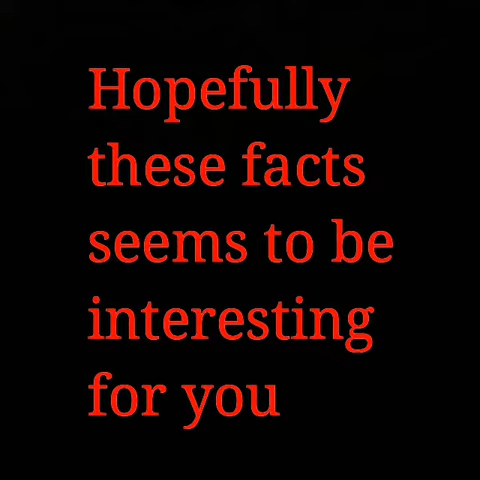 Hopefully
these facts
seems to be
interesting
for you